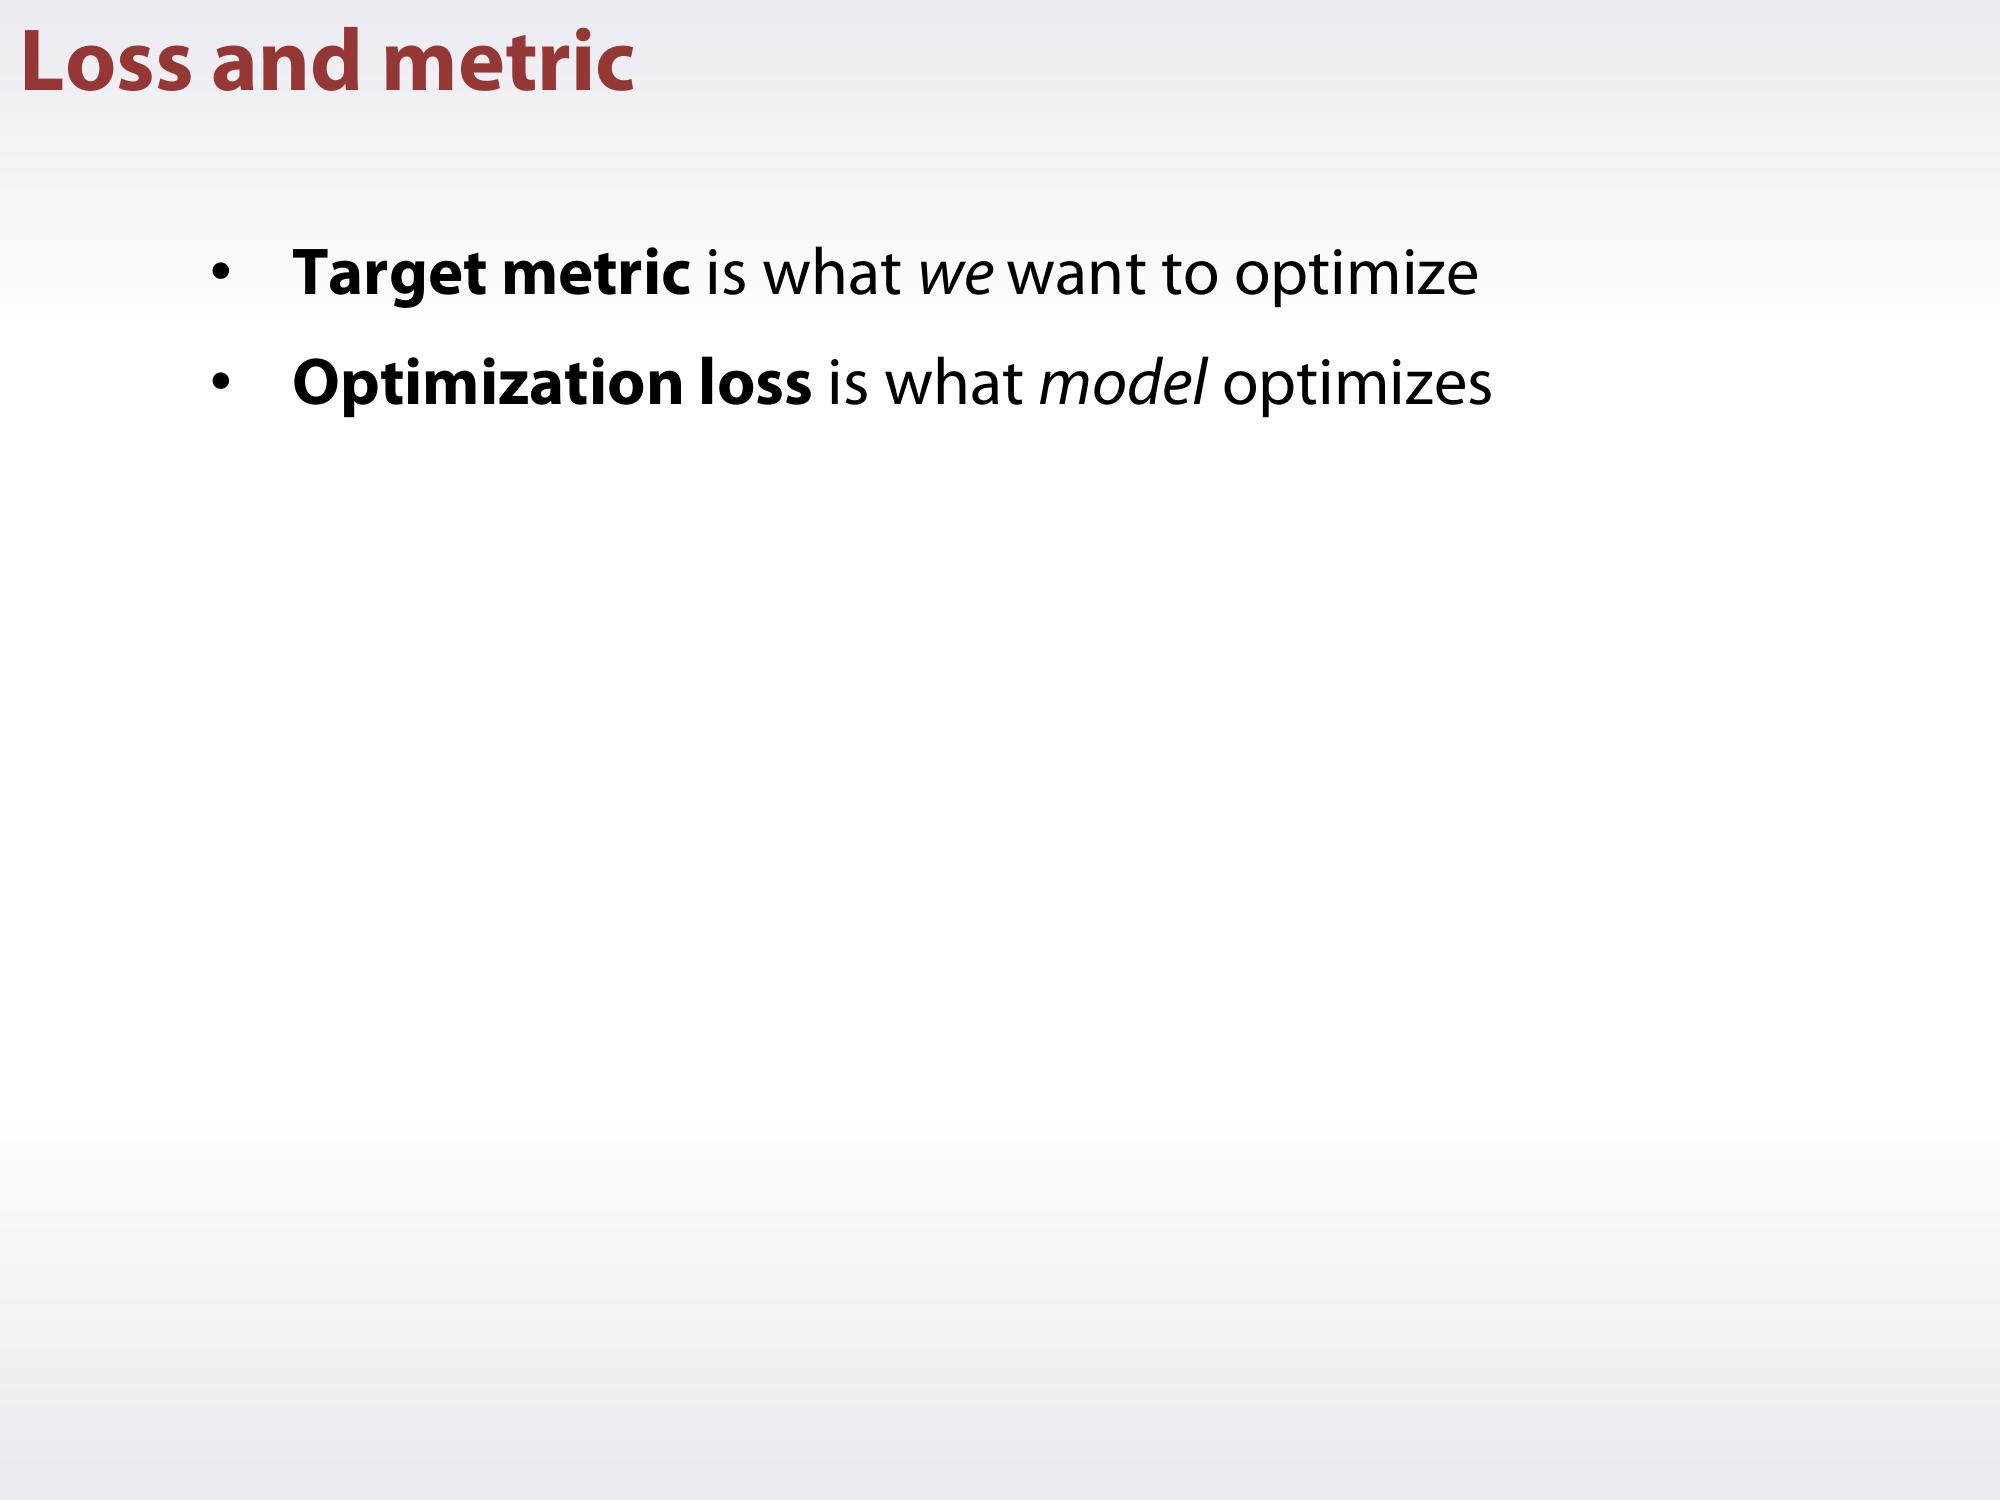 Loss and metric
• Target metric is what we want to optimize
• Optimization loss is what model optimizes